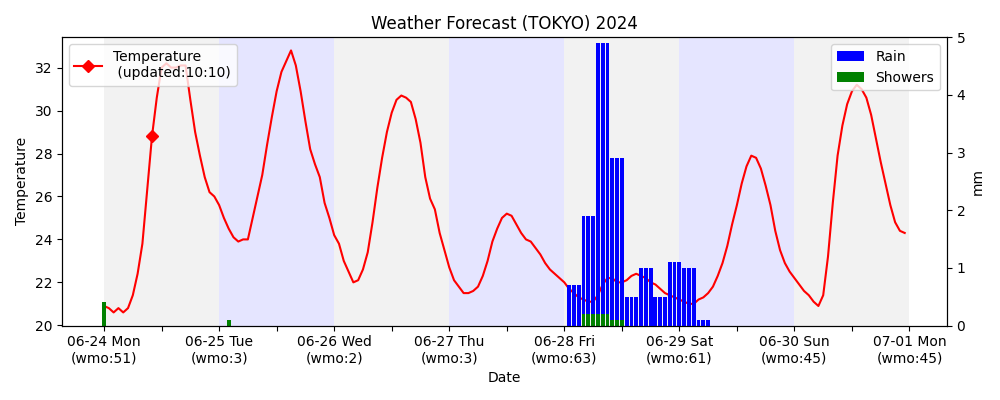 Weather Forecast (TOKYO) 2024
Temperature
(updated:10:10)
Rain
Showers
32
30
28
26
24
22
20
Temperature
5
4
3
2
1
0
mm
06-24 Mon
(wmo:51)
06-25 Tue
(wmo:3)
06-26 Wed
(wmo:2)
06-27 Thu
(wmo:3)
06-28 Fri
(wmo:63)
06-29 Sat
(wmo:61)
06-30 Sun
(wmo:45)
07-01 Mon
(wmo:45)
Date